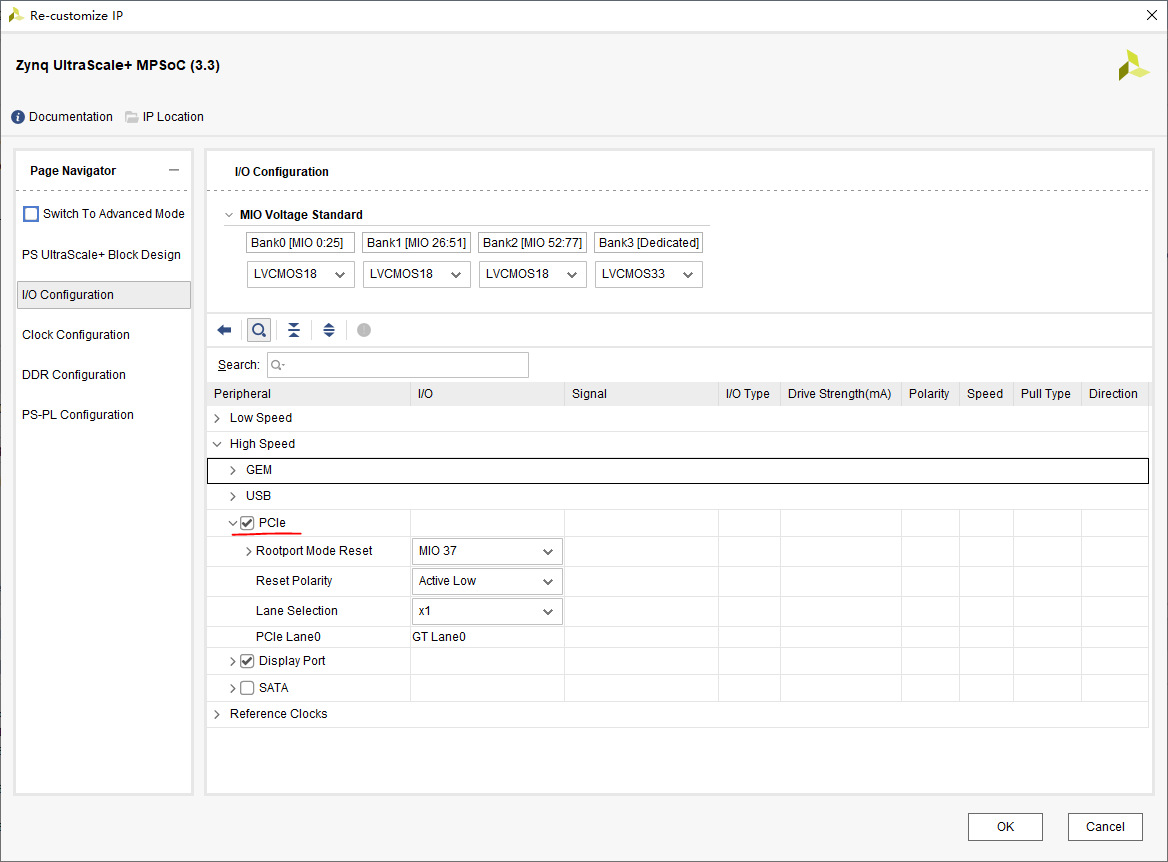 Re-customize IP
Zynq UltraScale+ MPSoC (3.3)
Documentation IP Location
Page Navigator
Switch To Advanced Mode
PS UltraScale+ Block Design
I/O Configuration
Clock Configuration
DDR Configuration
PS-PL Configuration
I/O Configuration
MIO Voltage Standard
Bank0 [MIO 0:25] Bank1 [MIO 26:51] Bank2 [MIO 52:77] Bank3 [Dedicated]
LVCMOS18 LVCMOS18 LVCMOS18 LVCMOS33
Search:
Peripheral I/O Signal I/O Type Drive Strength(mA) Polarity Speed Pull Type Direction
Low Speed
High Speed
GEM
USB
PCIe
Rootport Mode Reset MIO 37
Reset Polarity Active Low
Lane Selection x1
PCIe Lane0 GT Lane0
Display Port
SATA
Reference Clocks
OK Cancel